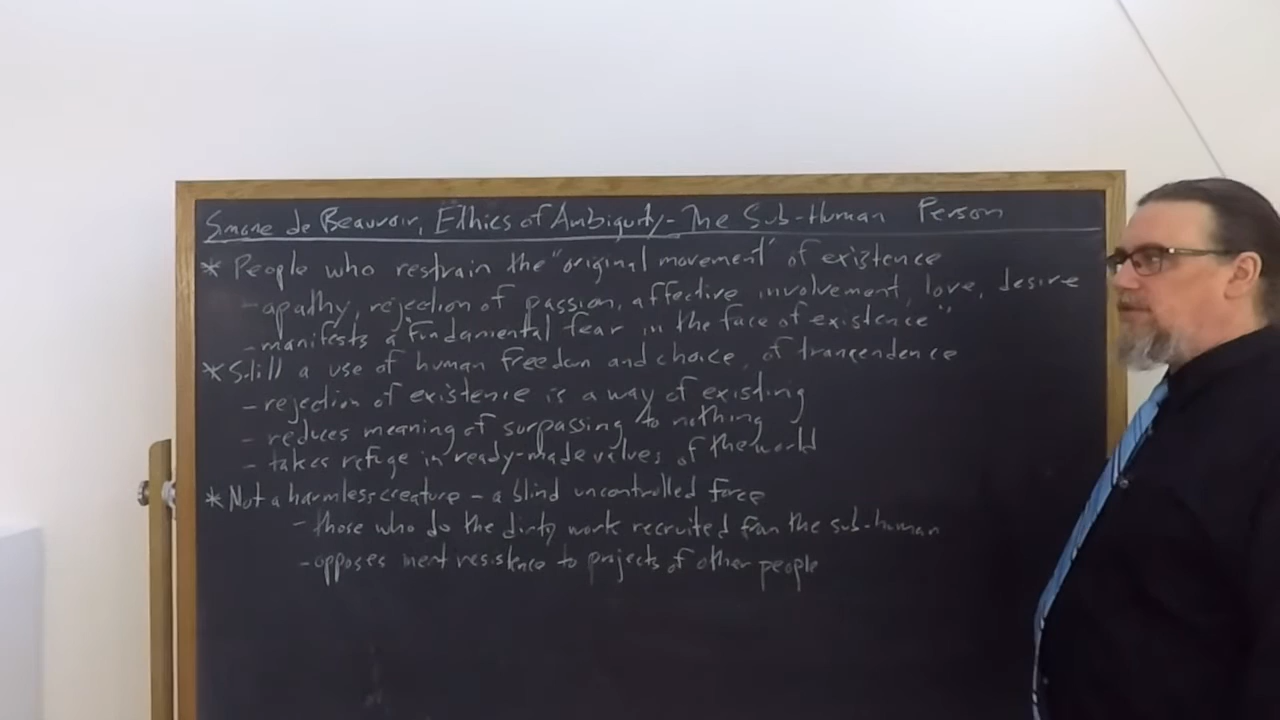 Simone de Beauvoir, Ethics of Ambiguity - The Sub-Human Person
* People who restrain the "original movement" of existence
- apathy, rejection of passion, affective involvement, love, desire
- manifests a "fundamental fear in the face of existence"
* Still a use of human freedom and choice, of trancendence
- rejection of existence is a way of existing
- reduces meaning of surpassing to nothing
- takes refuge in ready-made values of the world
* Not a harmless creature - a blind uncontrolled force
- those who do the dirty work recruited from the sub-human
- opposes inert resistence to projects of other people